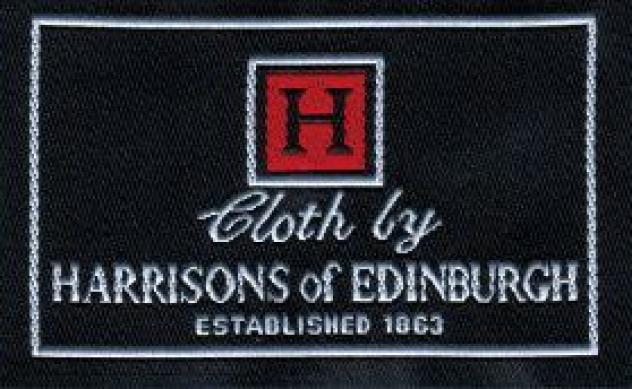 H
Cloth by
HARRISONS of EDINBURGH
ESTABLISHED 1863